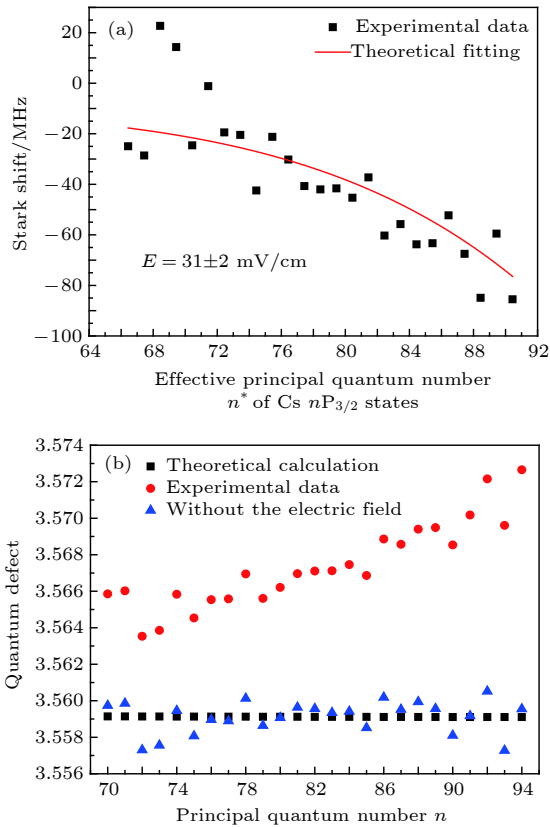 (a)
Experimental data
Theoretical fitting
20
0
−20
−40
−60
−80
−100
Stark shift/MHz
E = 31±2 mV/cm
64 68 72 76 80 84 88 92
Effective principal quantum number
n* of Cs nP3/2 states
(b)
Theoretical calculation
Experimental data
Without the electric field
3.574
3.572
3.570
3.568
3.566
3.564
3.562
3.560
3.558
3.556
Quantum defect
70 74 78 82 86 90 94
Principal quantum number n